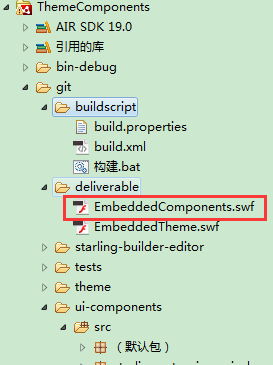 ThemeComponents
AIR SDK 19.0
引用的库
bin-debug
git
buildscript
build.properties
build.xml
构建.bat
deliverable
EmbeddedComponents.swf
EmbeddedTheme.swf
starling-builder-editor
tests
theme
ui-components
src
（默认包）